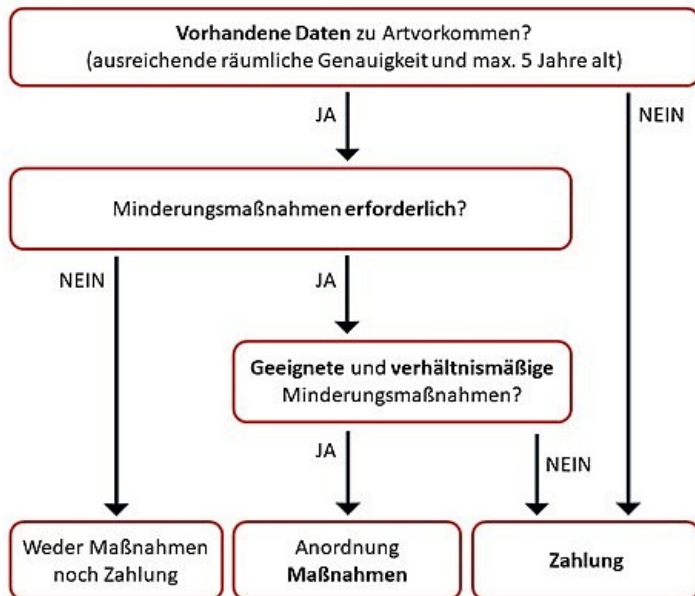 Vorhandene Daten zu Artvorkommen?
(ausreichende räumliche Genauigkeit und max. 5 Jahre alt)
JA
NEIN
Minderungsmaßnahmen erforderlich?
NEIN
JA
Geeignete und verhältnismäßige
Minderungsmaßnahmen?
JA
NEIN
Weder Maßnahmen
noch Zahlung
Anordnung
Maßnahmen
Zahlung